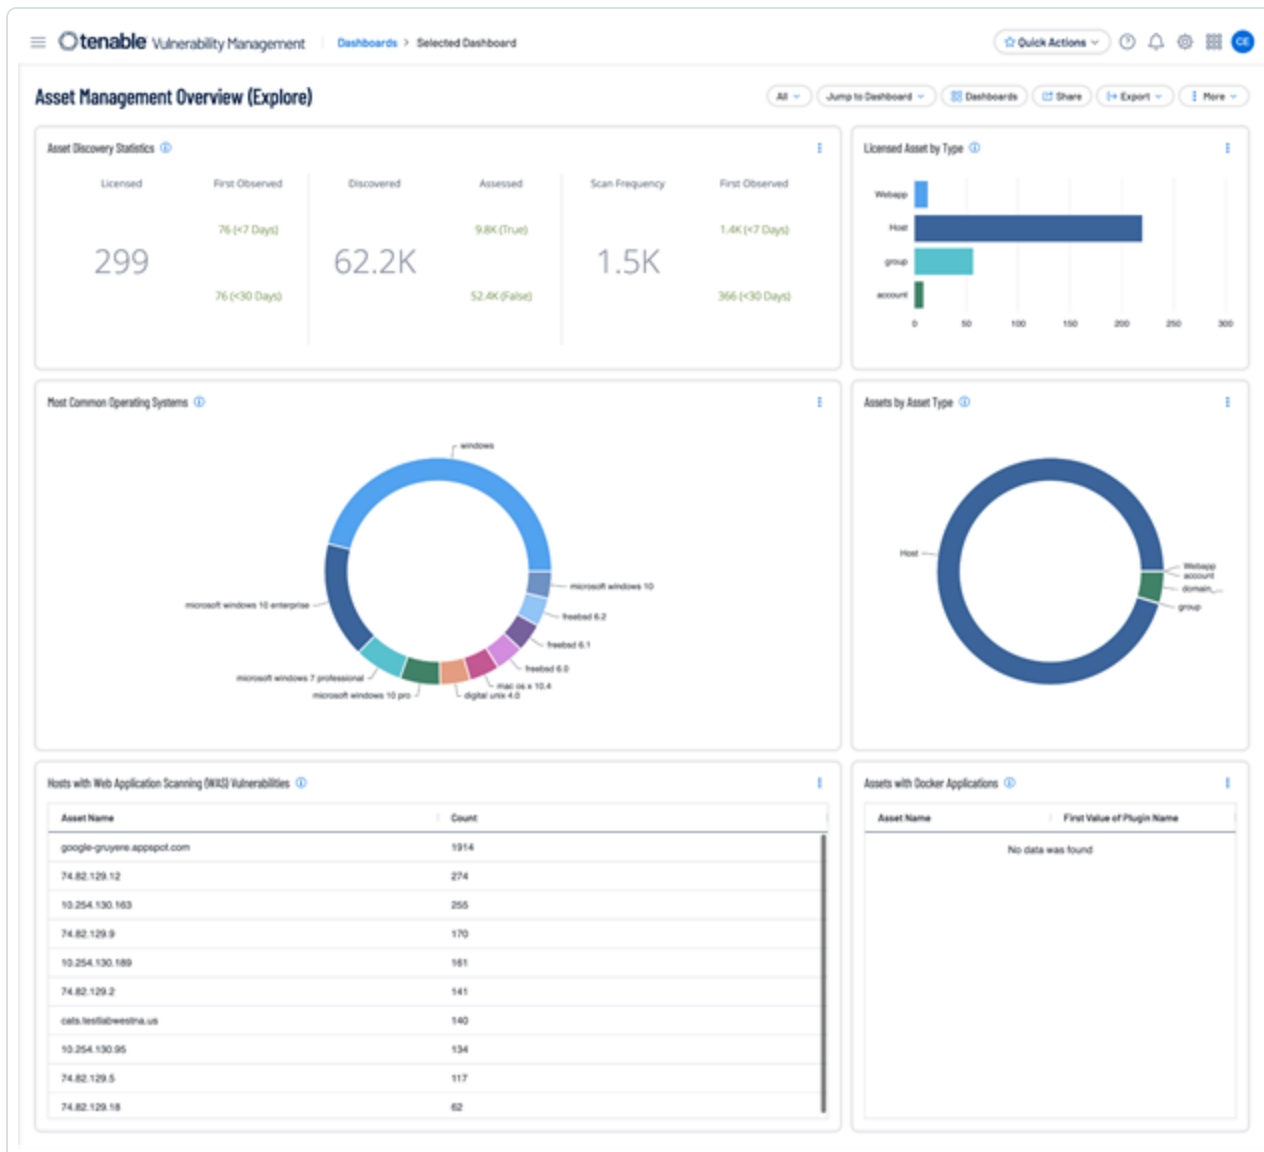 tenable Vulnerability Management Dashboards > Selected Dashboard Quick Actions CE
Asset Management Overview (Explore) All Jump to Dashboard Dashboards Share Export More
Asset Discovery Statistics
Licensed First Observed Discovered Assessed Scan Frequency First Observed
76 (<7 Days) 9.8K (True) 1.4K (<7 Days)
299 62.2K 1.5K
76 (<30 Days) 52.4K (False) 366 (<30 Days)
Licensed Asset by Type
Webapp
Host
group
account
0 50 100 150 200 250 300
Most Common Operating Systems
windows
microsoft windows 10
microsoft windows 10 enterprise
freebsd 6.2
freebsd 6.1
freebsd 6.0
microsoft windows 7 professional
mac os x 10.4
microsoft windows 10 pro
digital unix 4.0
Assets by Asset Type
Host
Webapp
account
domain_...
group
Hosts with Web Application Scanning (WAS) Vulnerabilities
Asset Name Count
google-gruyere.appspot.com 1914
74.82.129.12 274
10.254.130.163 255
74.82.129.9 170
10.254.130.189 161
74.82.129.2 141
cats.testlabwestna.us 140
10.254.130.95 134
74.82.129.5 117
74.82.129.18 62
Assets with Docker Applications
Asset Name First Value of Plugin Name
No data was found